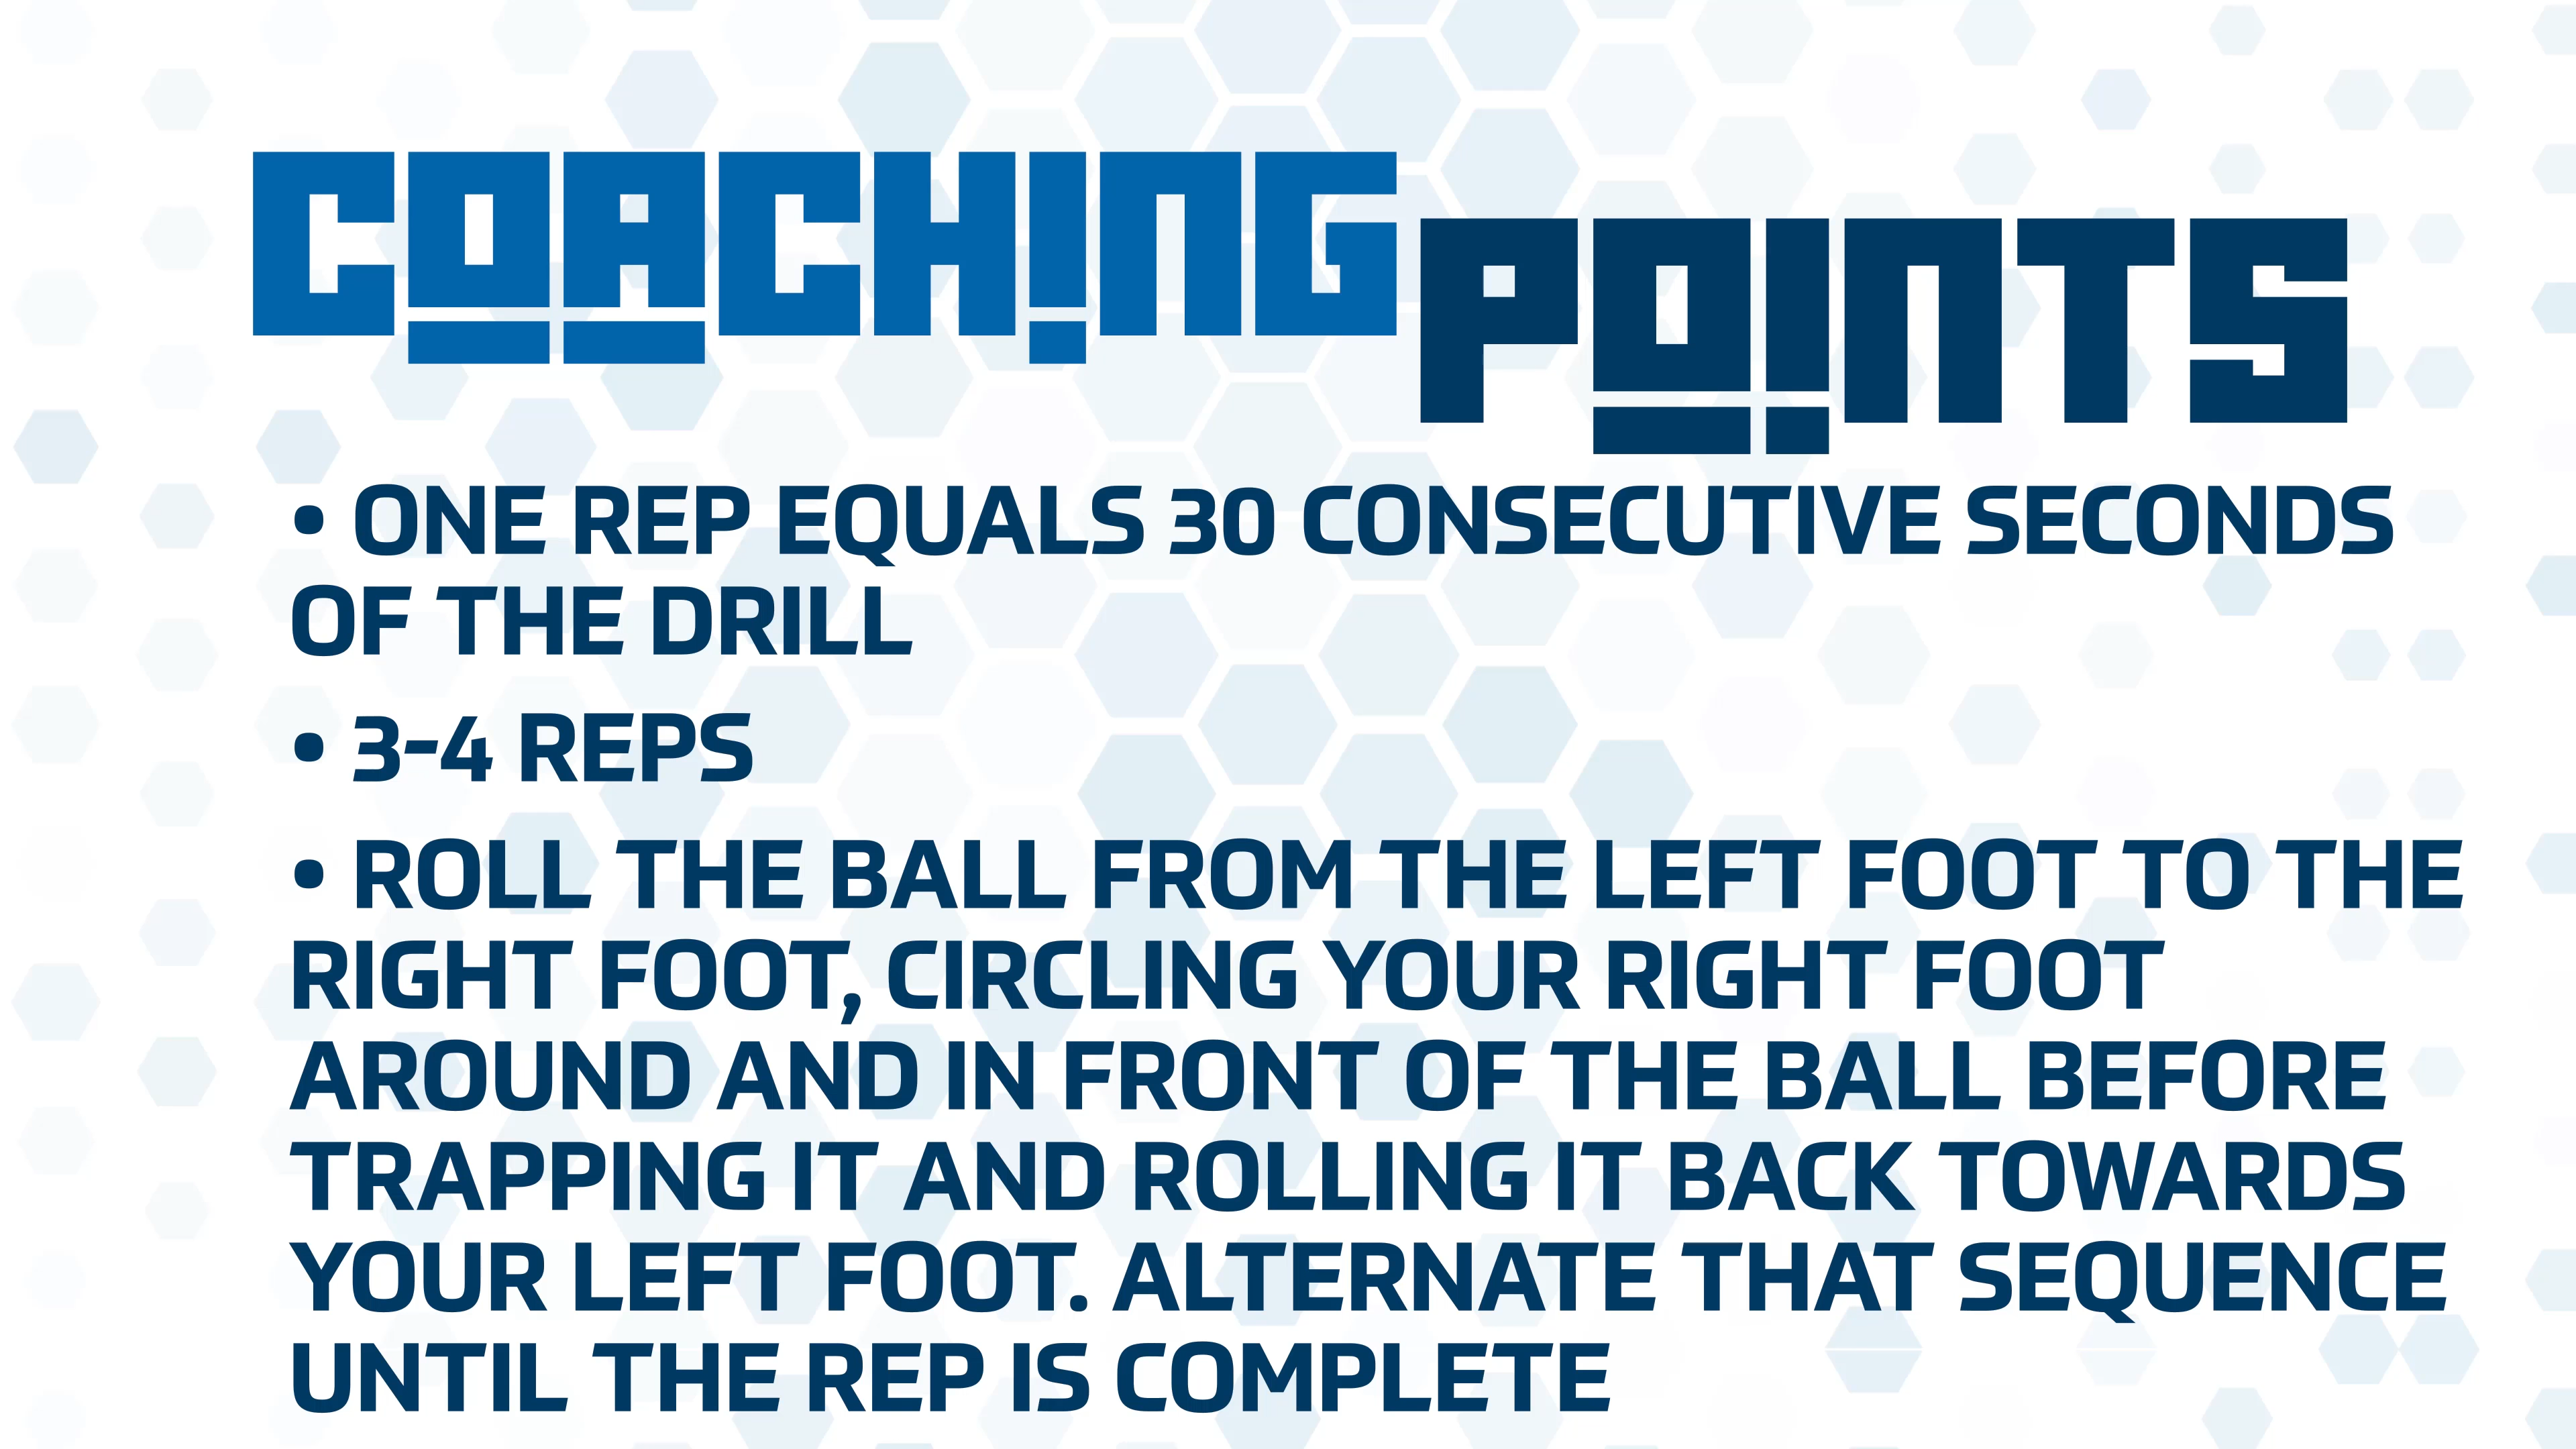 COACHING POINTS
• ONE REP EQUALS 30 CONSECUTIVE SECONDS
OF THE DRILL
• 3-4 REPS
• ROLL THE BALL FROM THE LEFT FOOT TO THE
RIGHT FOOT, CIRCLING YOUR RIGHT FOOT
AROUND AND IN FRONT OF THE BALL BEFORE
TRAPPING IT AND ROLLING IT BACK TOWARDS
YOUR LEFT FOOT. ALTERNATE THAT SEQUENCE
UNTIL THE REP IS COMPLETE